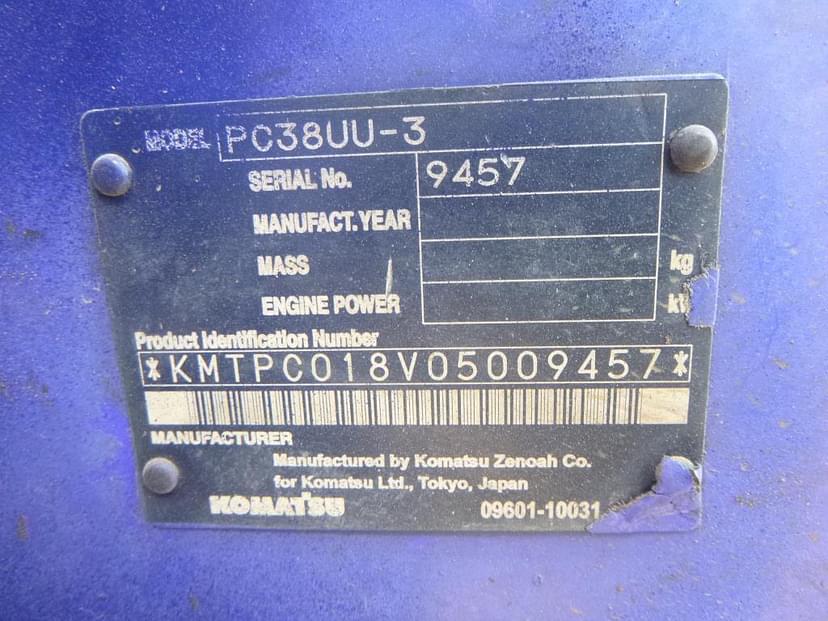 MODEL PC38UU-3
SERIAL No. 9457
MANUFACT.YEAR
MASS kg
ENGINE POWER
Product Identification Number
*KMTPC018V05009457*
MANUFACTURER
Manufactured by Komatsu Zenoah Co.
for Komatsu Ltd., Tokyo, Japan
KOMATSU 09601-10031